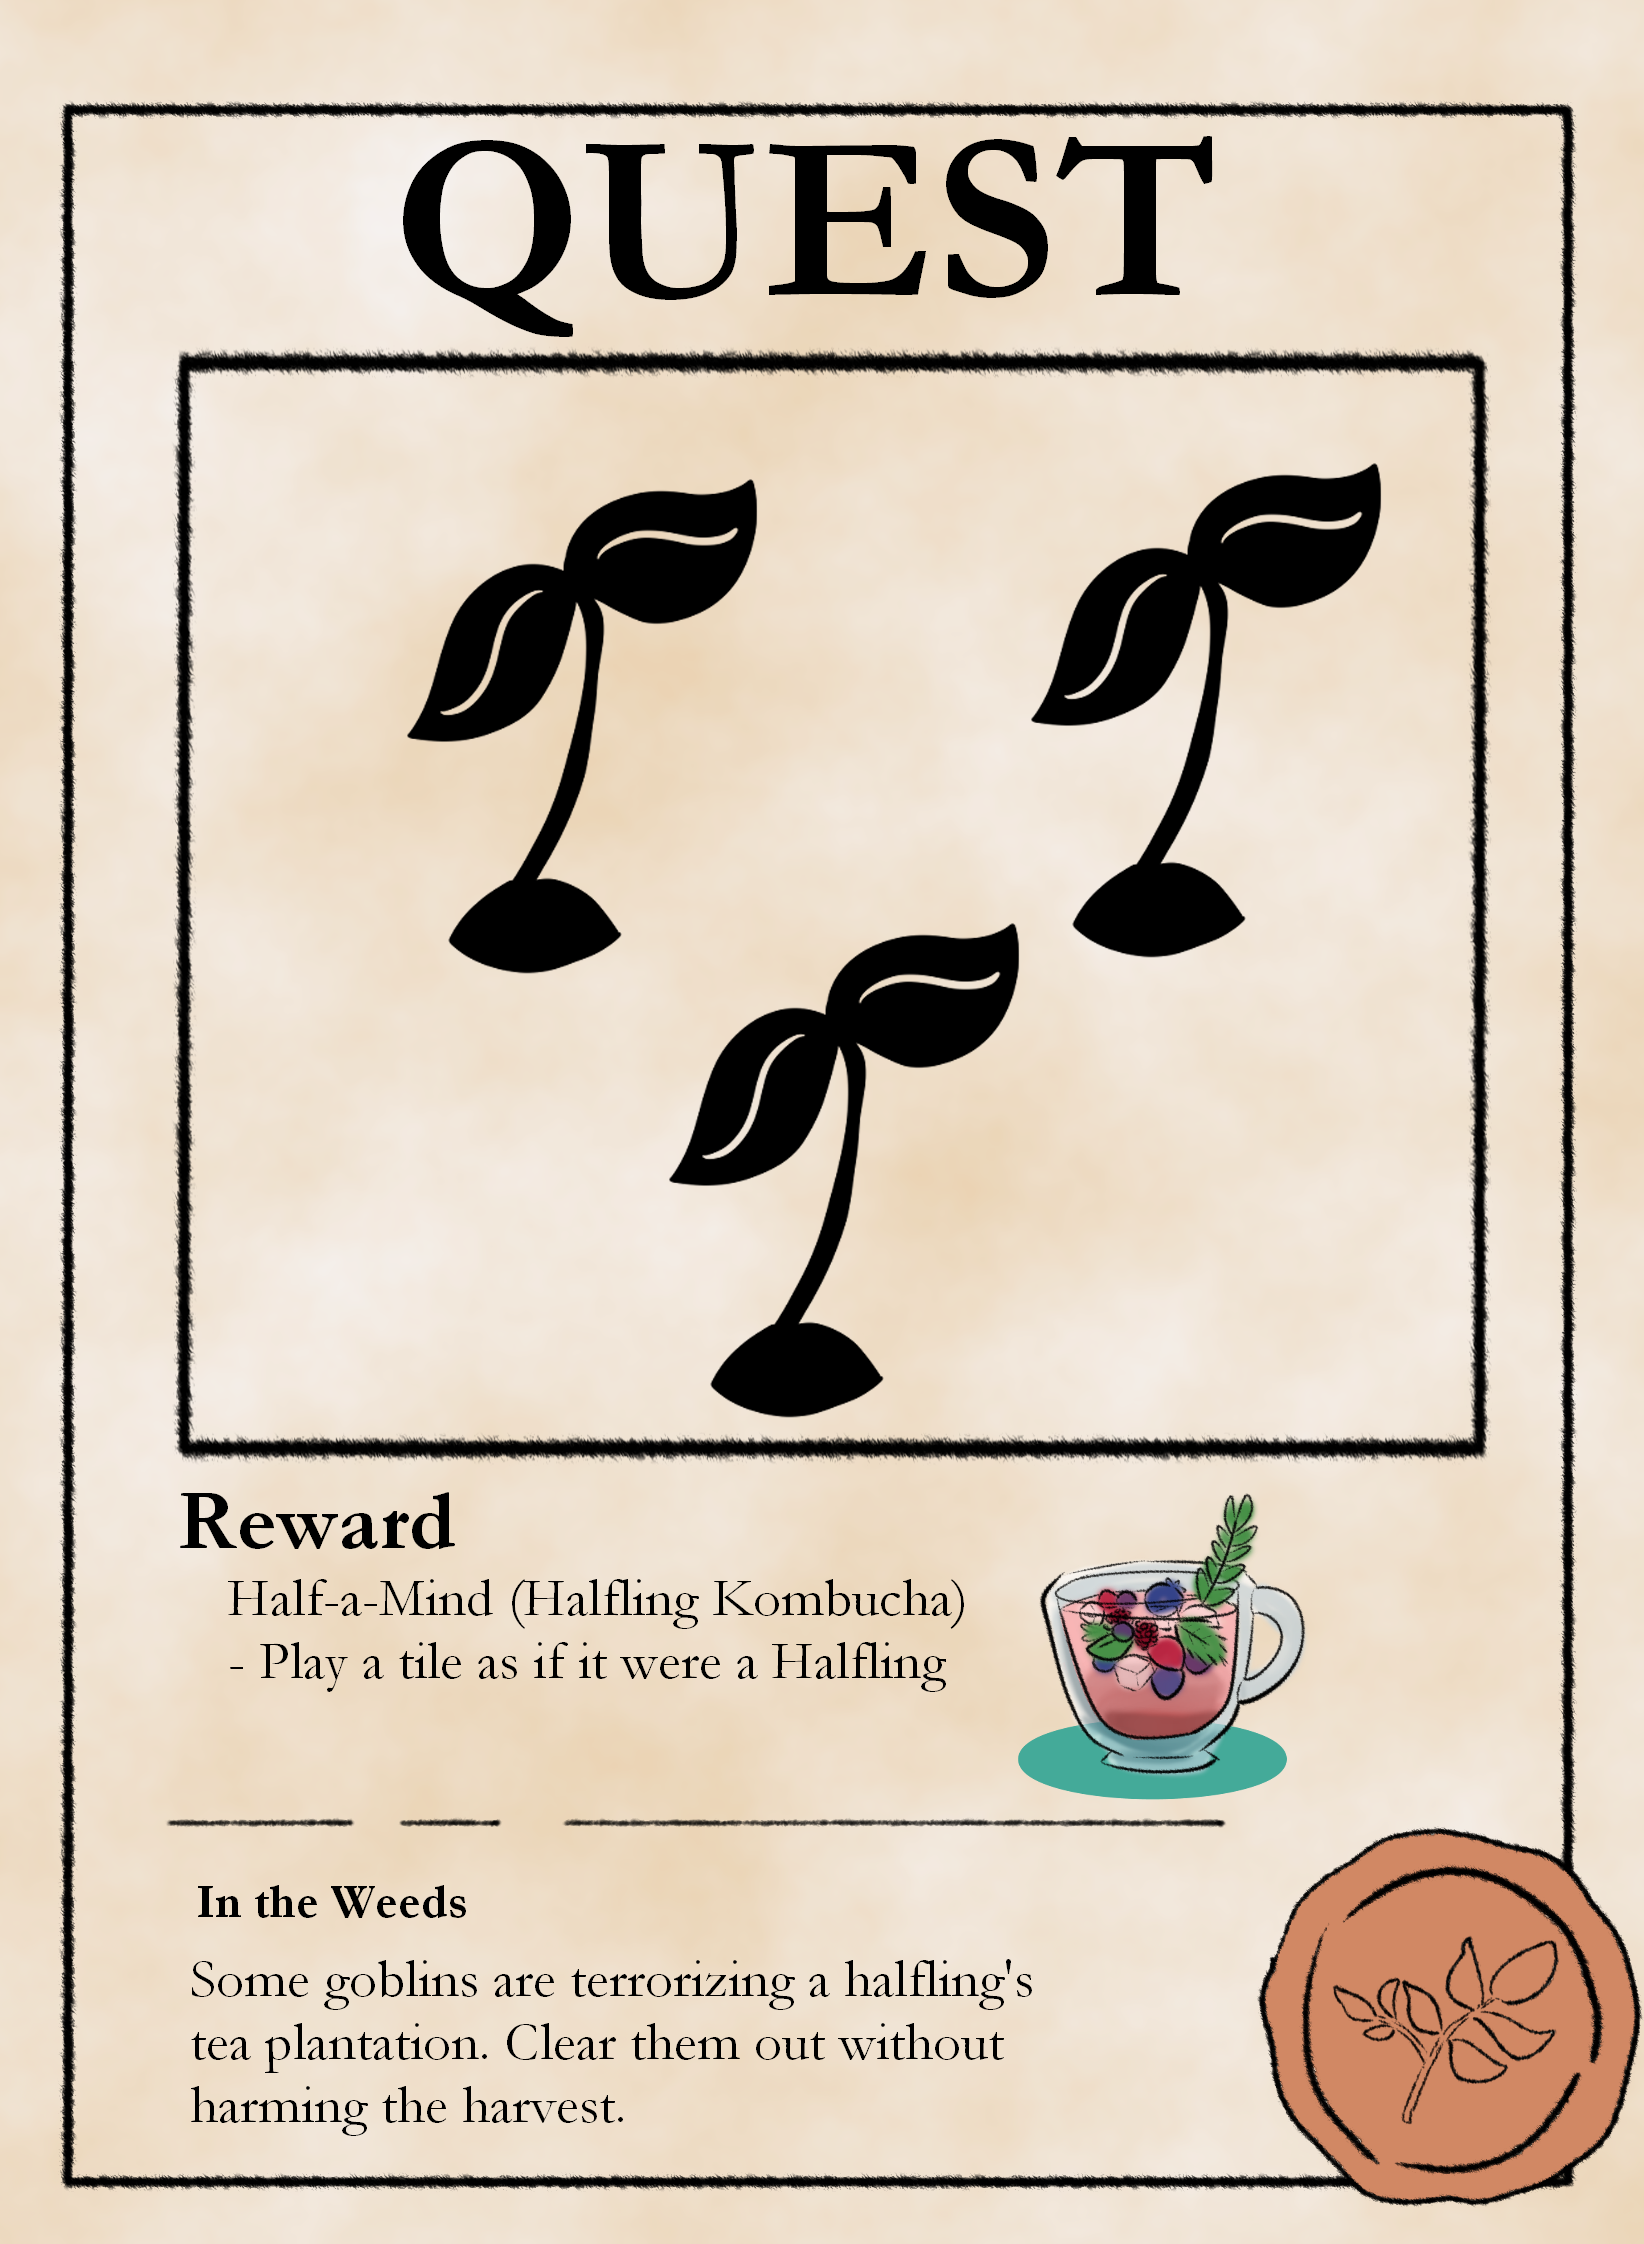 QUEST
Reward
Half-a-Mind (Halfling Kombucha)
- Play a tile as if it were a Halfling
In the Weeds
Some goblins are terrorizing a halfling's
tea plantation. Clear them out without
harming the harvest.